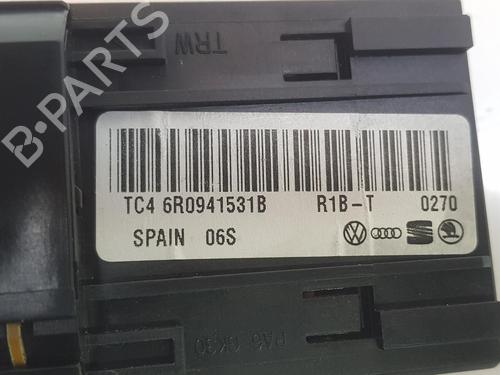 TRW
TC4 6R0941531B R1B-T 0270
SPAIN 06S
B-PARTS